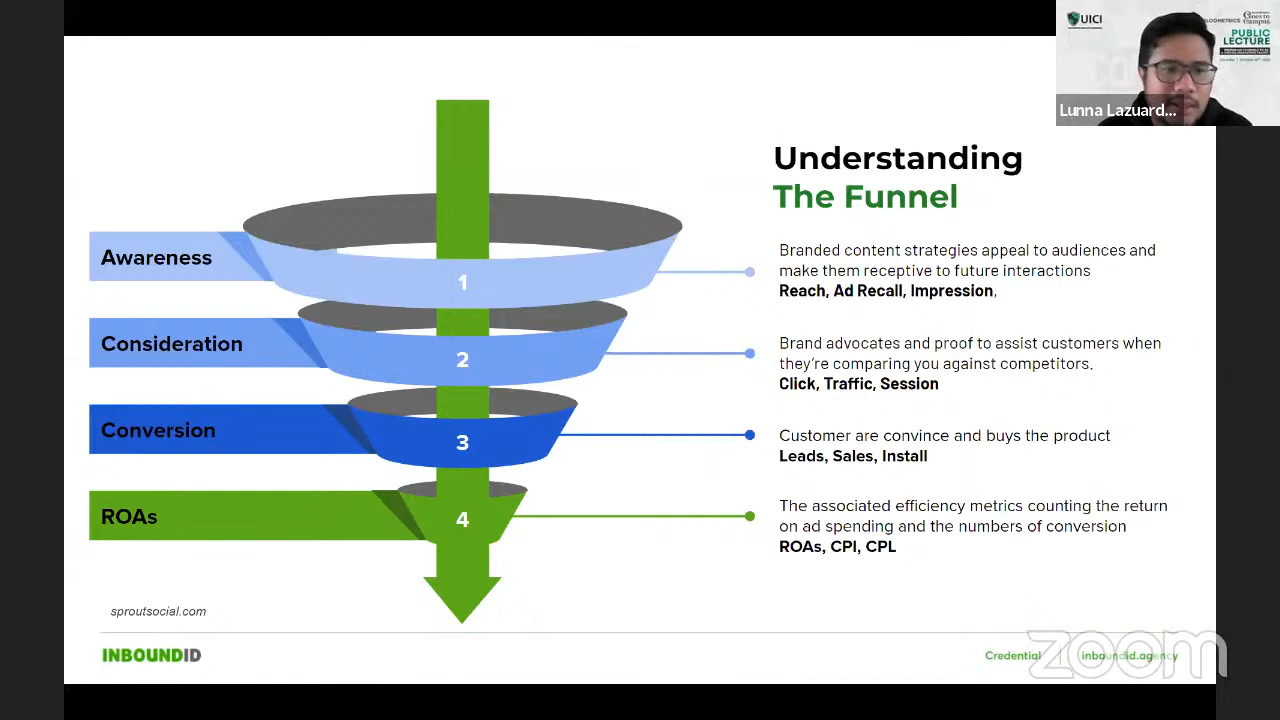 UICI
PUBLIC
LECTURE
Lunna Lazuard...
Understanding
The Funnel
Awareness
1
Branded content strategies appeal to audiences and
make them receptive to future interactions
Reach, Ad Recall, Impression,
Consideration
2
Brand advocates and proof to assist customers when
they're comparing you against competitors.
Click, Traffic, Session
Conversion
3
Customer are convince and buys the product
Leads, Sales, Install
ROAs
4
The associated efficiency metrics counting the return
on ad spending and the numbers of conversion
ROAs, CPI, CPL
sproutsocial.com
INBOUNDID
Credential
inboundid.agency
zoom